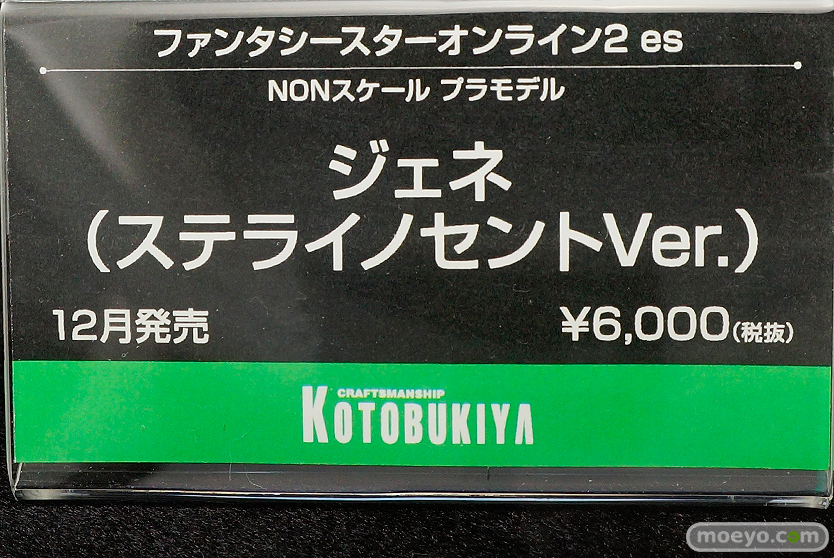 ファンタシースターオンライン2 es
NONスケール プラモデル
ジェネ
（ステライノセントVer.）
12月発売
¥6,000(税抜)
CRAFTSMANSHIP
KOTOBUKIYA
moeyo.com